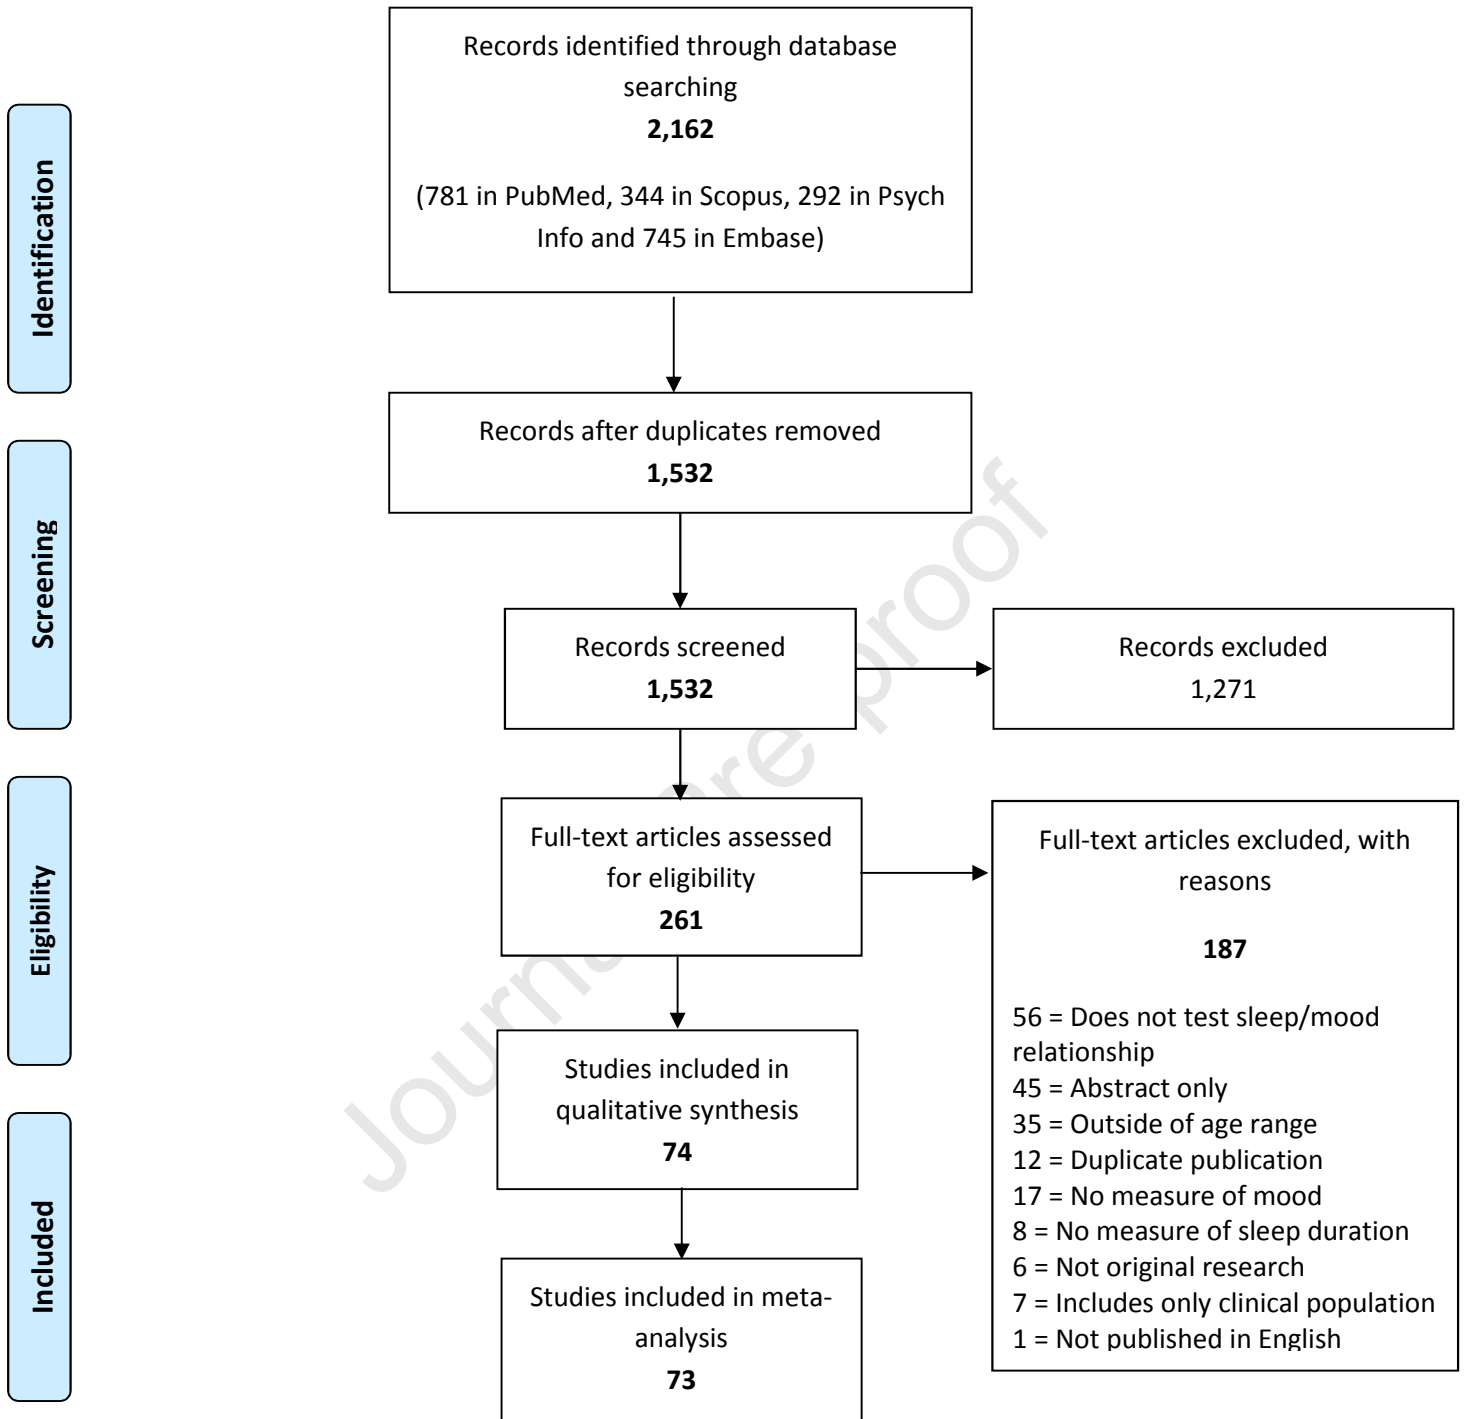 Records identified through database
searching
2,162
(781 in PubMed, 344 in Scopus, 292 in Psych
Info and 745 in Embase)
Identification
Records after duplicates removed
1,532
Screening
Records screened
1,532
Records excluded
1,271
Eligibility
Full-text articles assessed
for eligibility
261
Full-text articles excluded, with
reasons
187
56 = Does not test sleep/mood
relationship
45 = Abstract only
35 = Outside of age range
12 = Duplicate publication
17 = No measure of mood
8 = No measure of sleep duration
6 = Not original research
7 = Includes only clinical population
1 = Not published in English
Studies included in
qualitative synthesis
74
Included
Studies included in meta-
analysis
73
proof